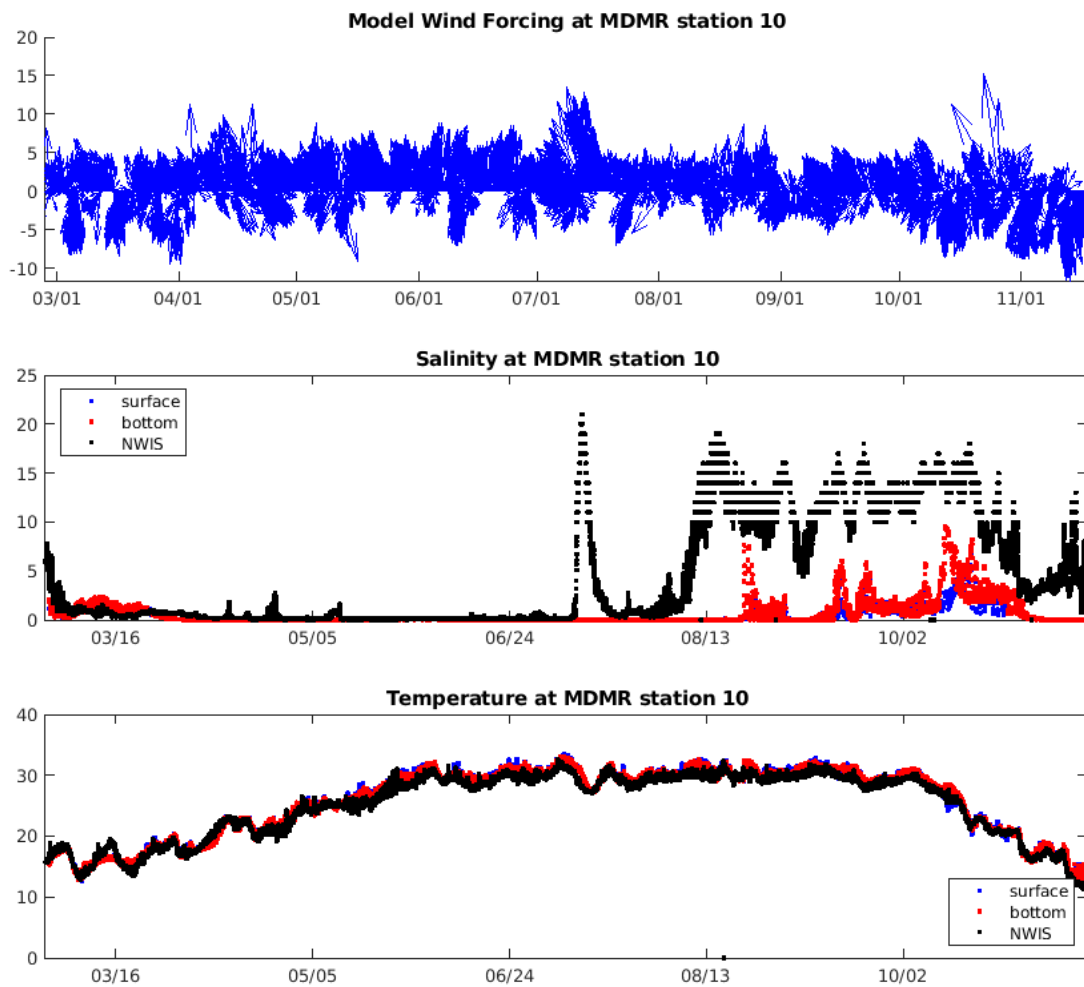 Model Wind Forcing at MDMR station 10
20
15
10
5
0
-5
-10
03/01 04/01 05/01 06/01 07/01 08/01 09/01 10/01 11/01
Salinity at MDMR station 10
25
20
15
10
5
0
surface
bottom
NWIS
03/16 05/05 06/24 08/13 10/02
Temperature at MDMR station 10
40
30
20
10
0
surface
bottom
NWIS
03/16 05/05 06/24 08/13 10/02